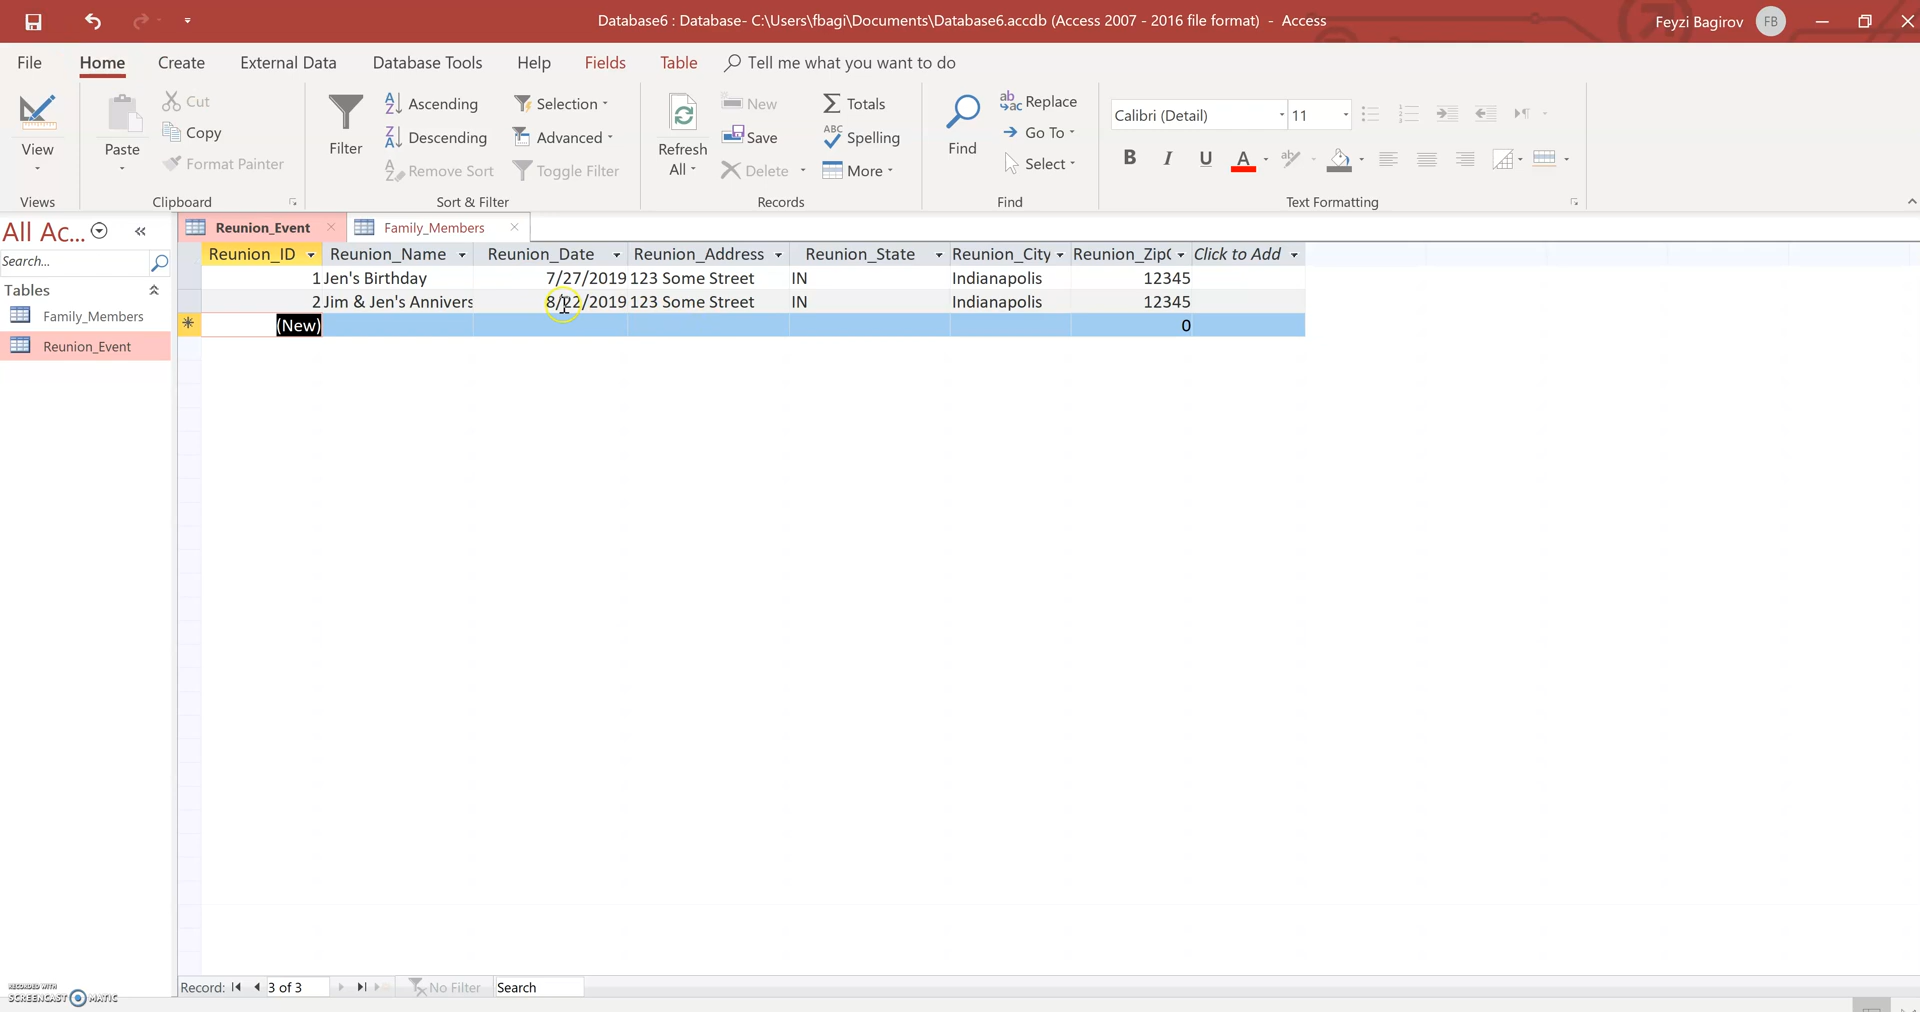 Database6 : Database- C:\Users\fbagi\Documents\Database6.accdb (Access 2007 - 2016 file format) - Access
Feyzi Bagirov FB
File Home Create External Data Database Tools Help Fields Table Tell me what you want to do
View
Views
Paste
Cut
Copy
Format Painter
Clipboard
Filter
Ascending
Descending
Remove Sort
Selection
Advanced
Toggle Filter
Sort & Filter
Refresh
All
New
Save
Delete
Totals
Spelling
More
Records
Find
Replace
Go To
Select
Find
Calibri (Detail) 11
B I U A
Text Formatting
All Ac...
Search...
Tables
Family_Members
Reunion_Event
Reunion_Event Family_Members
Reunion_ID Reunion_Name Reunion_Date Reunion_Address Reunion_State Reunion_City Reunion_Zip( Click to Add
1 Jen's Birthday 7/27/2019 123 Some Street IN Indianapolis 12345
2 Jim & Jen's Annivers 8/22/2019 123 Some Street IN Indianapolis 12345
(New) 0
Record: 3 of 3 No Filter Search
RECORDED WITH
SCREENCAST MATIC